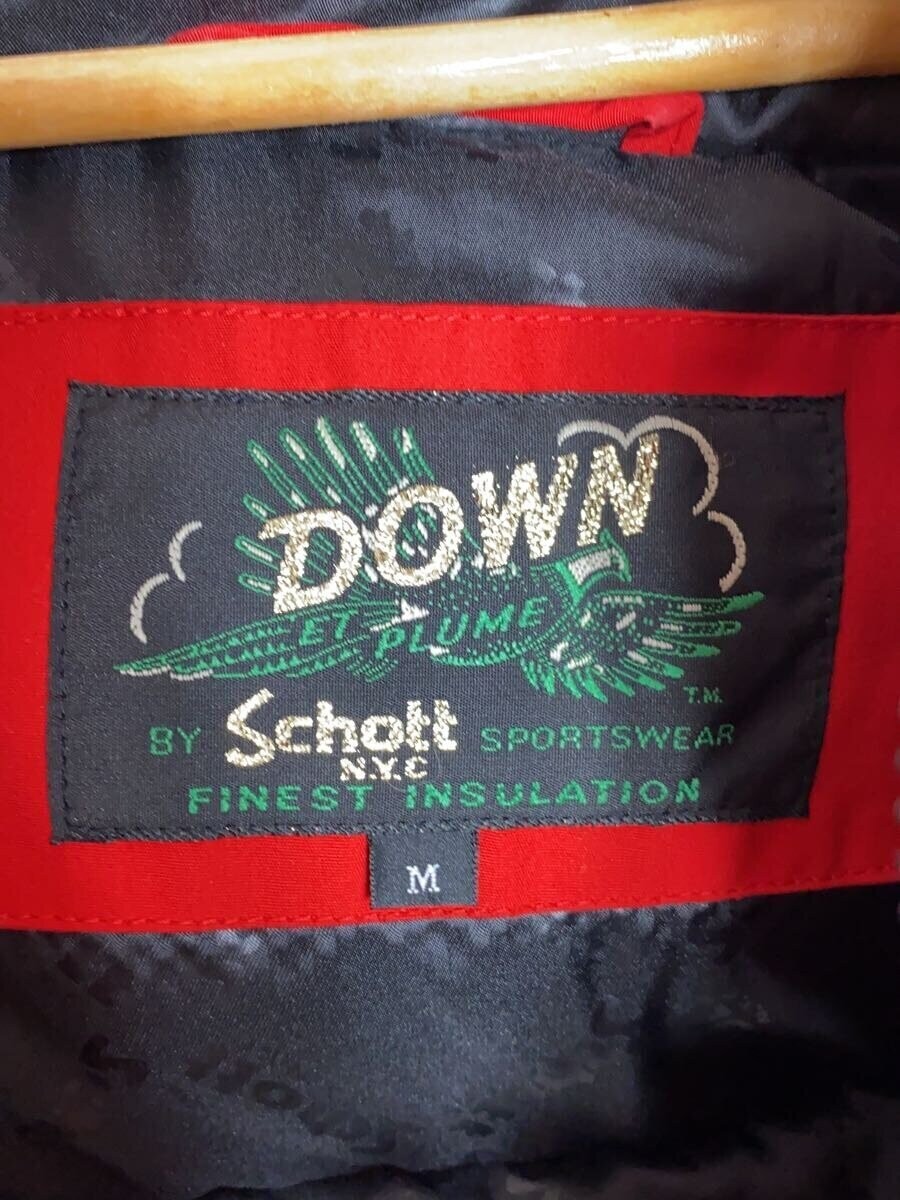 DOWN
ET PLUME
T.M.
BY Schott SPORTSWEAR
N.Y.C
FINEST INSULATION
M